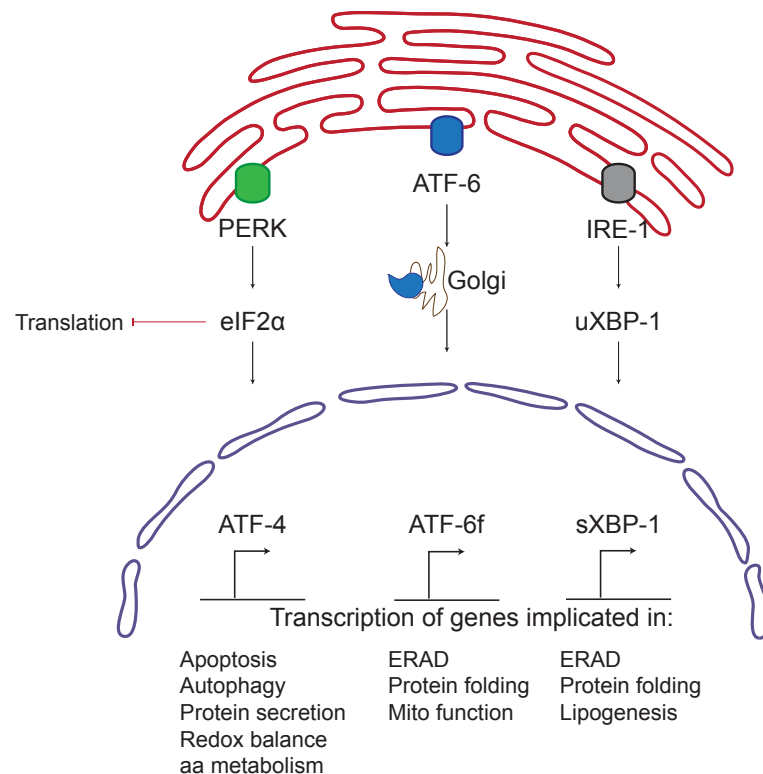 ATF-6
PERK
IRE-1
Golgi
Translation
eIF2α
uXBP-1
ATF-4
ATF-6f
sXBP-1
Transcription of genes implicated in:
Apoptosis
Autophagy
Protein secretion
Redox balance
aa metabolism
ERAD
Protein folding
Mito function
ERAD
Protein folding
Lipogenesis